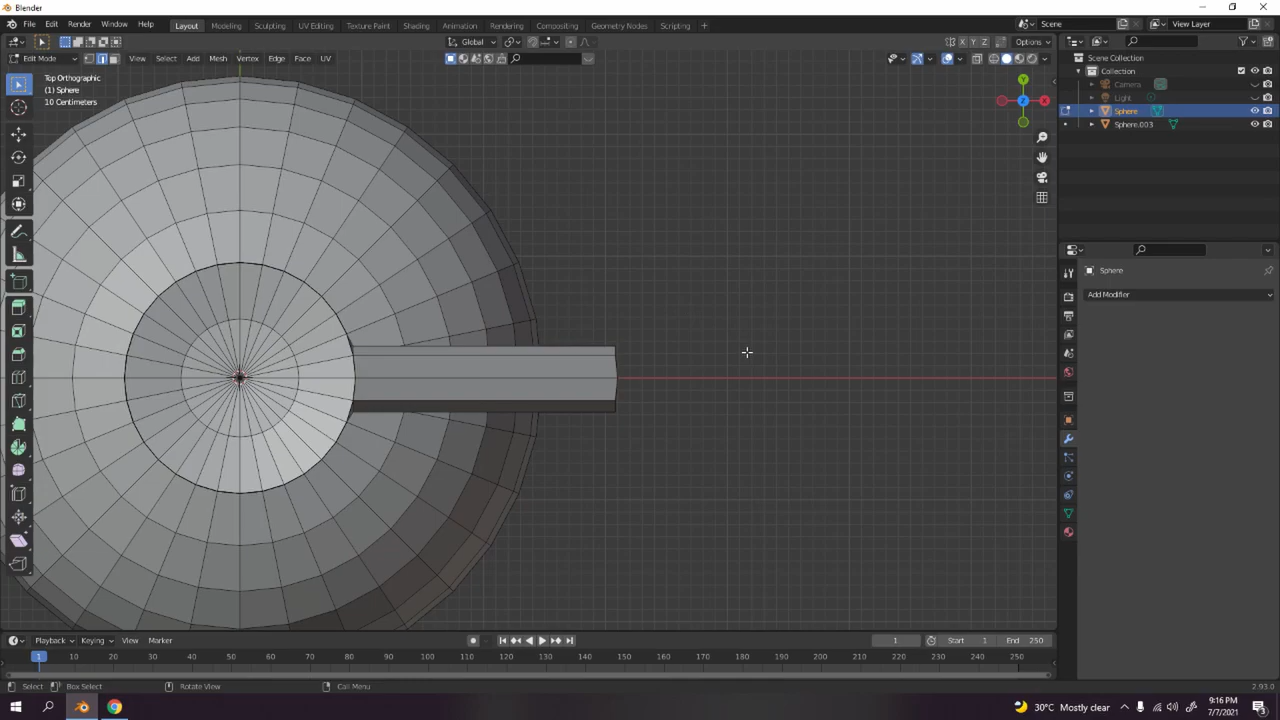 Blender
File Edit Render Window Help Layout Modeling Sculpting UV Editing Texture Paint Shading Animation Rendering Compositing Geometry Nodes Scripting + Scene View Layer
Global X Y Z Options
Edit Mode View Select Add Mesh Vertex Edge Face UV
Top Orthographic
(1) Sphere
10 Centimeters
Y
Z X
Scene Collection
Collection
Camera
Light
Sphere
Sphere.003
Sphere
Add Modifier
Playback Keying View Marker 1 Start 1 End 250
1 10 20 30 40 50 60 70 80 90 100 110 120 130 140 150 160 170 180 190 200 210 220 230 240 250
Select Box Select Rotate View Call Menu 2.93.0
30°C Mostly clear 9:16 PM
7/7/2021 3